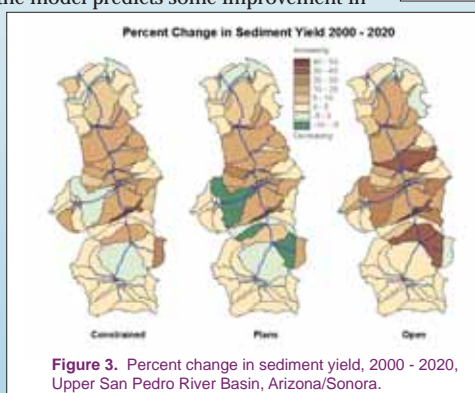 the model predicts some improvement in
Percent Change in Sediment Yield 2000 - 2020
Increasing
Decreasing
Constrained
Plans
Open
Figure 3. Percent change in sediment yield, 2000 - 2020,
Upper San Pedro River Basin, Arizona/Sonora.